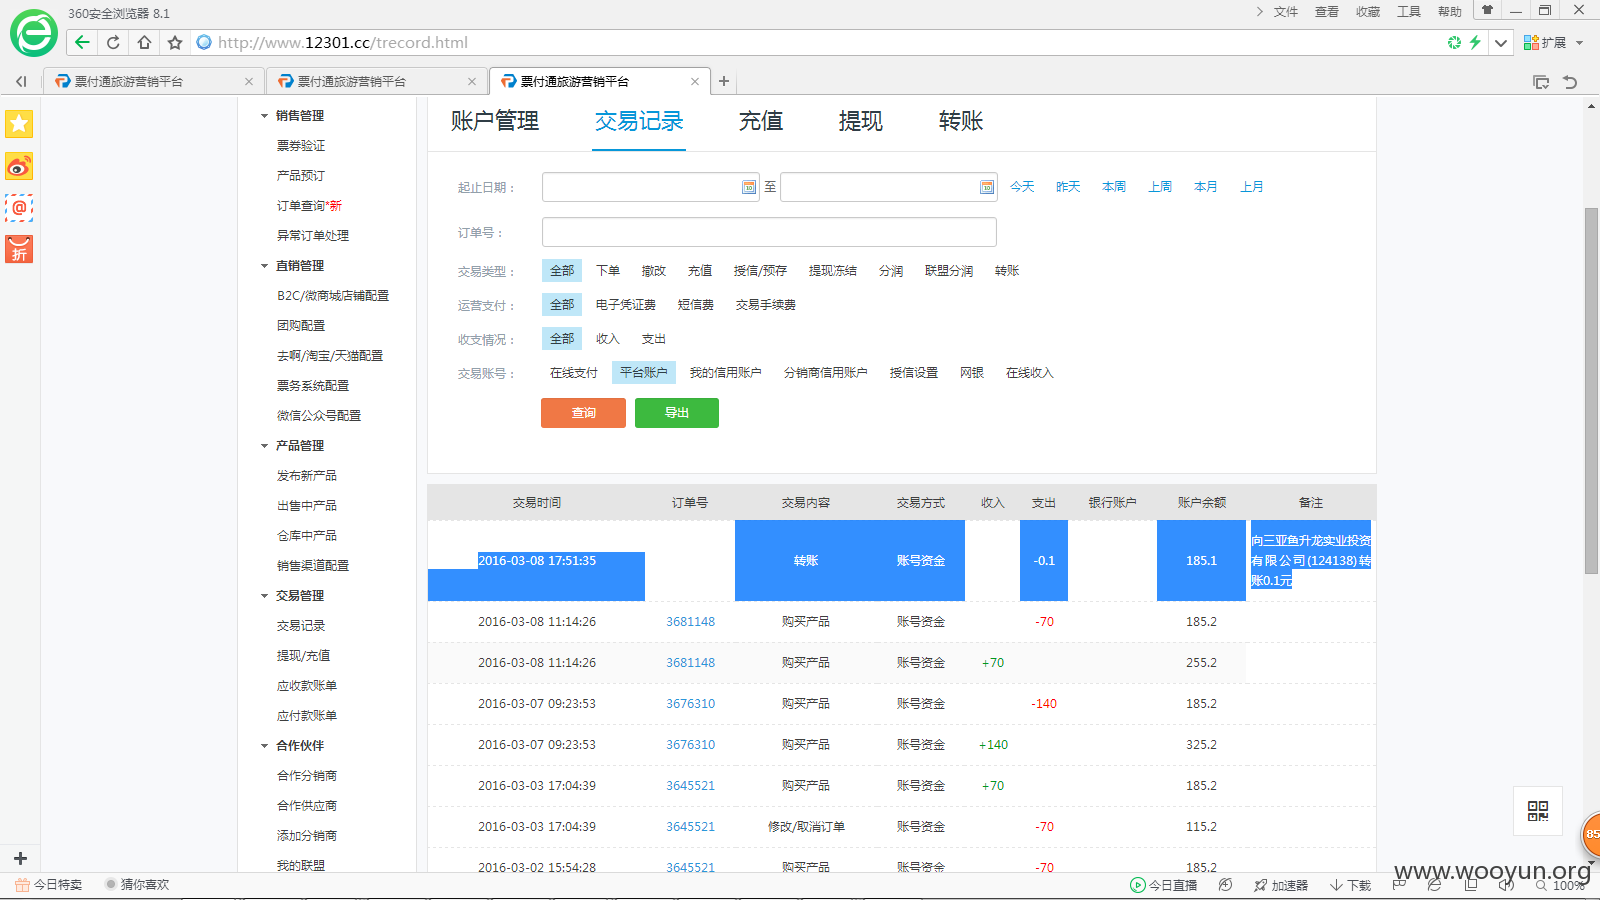 360安全浏览器 8.1
文件 查看 收藏 工具 帮助
http://www.12301.cc/trecord.html
扩展
票付通旅游营销平台 票付通旅游营销平台 票付通旅游营销平台
销售管理
票券验证
产品预订
订单查询*新
异常订单处理
直销管理
B2C/微商城店铺配置
团购配置
去啊/淘宝/天猫配置
票务系统配置
微信公众号配置
产品管理
发布新产品
出售中产品
仓库中产品
销售渠道配置
交易管理
交易记录
提现/充值
应收款账单
应付款账单
合作伙伴
合作分销商
合作供应商
添加分销商
我的联盟
账户管理 交易记录 充值 提现 转账
起止日期： 至 今天 昨天 本周 上周 本月 上月
订单号：
交易类型： 全部 下单 撤改 充值 授信/预存 提现冻结 分润 联盟分润 转账
运营支付： 全部 电子凭证费 短信费 交易手续费
收支情况： 全部 收入 支出
交易账号： 在线支付 平台账户 我的信用账户 分销商信用账户 授信设置 网银 在线收入
查询 导出
交易时间 订单号 交易内容 交易方式 收入 支出 银行账户 账户余额 备注
2016-03-08 17:51:35 转账 账号资金 -0.1 185.1 向三亚鱼升龙实业投资
有限公司(124138)转
账0.1元
2016-03-08 11:14:26 3681148 购买产品 账号资金 -70 185.2
2016-03-08 11:14:26 3681148 购买产品 账号资金 +70 255.2
2016-03-07 09:23:53 3676310 购买产品 账号资金 -140 185.2
2016-03-07 09:23:53 3676310 购买产品 账号资金 +140 325.2
2016-03-03 17:04:39 3645521 购买产品 账号资金 +70 185.2
2016-03-03 17:04:39 3645521 修改/取消订单 账号资金 -70 115.2
2016-03-02 15:54:28 3645521 购买产品 账号资金 -70 185.2
折
85
www.wooyun.org
今日特卖 猜你喜欢 今日直播 加速器 下载 100%